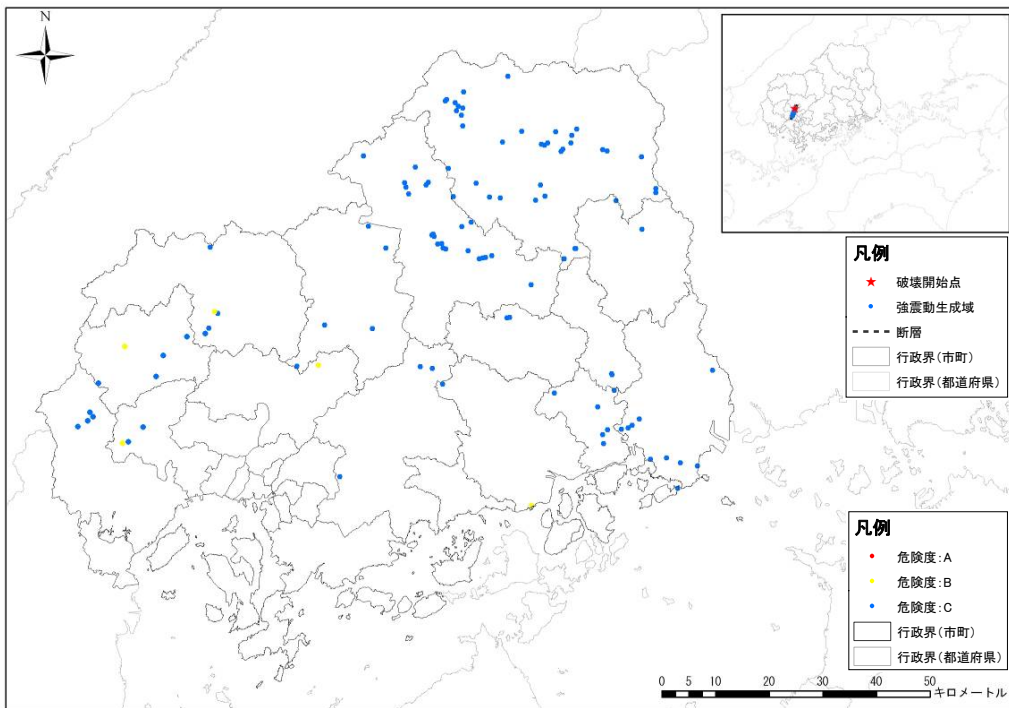 N
凡例
破壊開始点
強震動生成域
断層
行政界(市町)
行政界(都道府県)
凡例
危険度:A
危険度:B
危険度:C
行政界(市町)
行政界(都道府県)
0 5 10 20 30 40 50 キロメートル